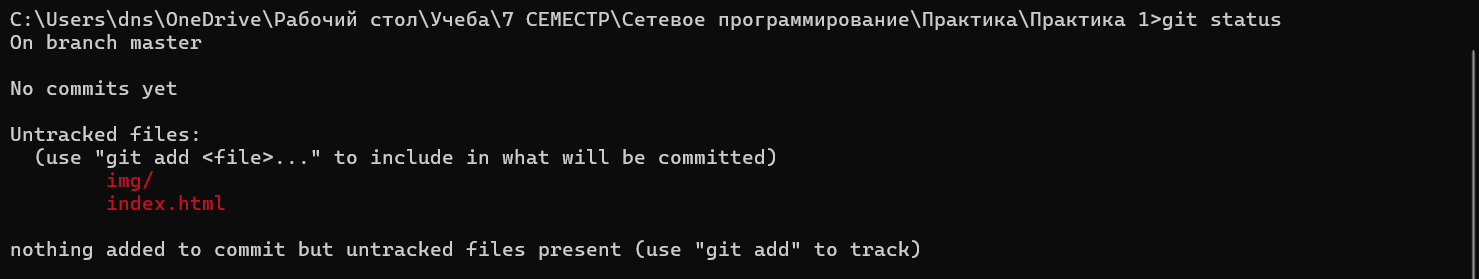 C:\Users\dns\OneDrive\Рабочий стол\Учеба\7 СЕМЕСТР\Сетевое программирование\Практика\Практика 1>git status
On branch master
No commits yet
Untracked files:
(use "git add <file>..." to include in what will be committed)
img/
index.html
nothing added to commit but untracked files present (use "git add" to track)